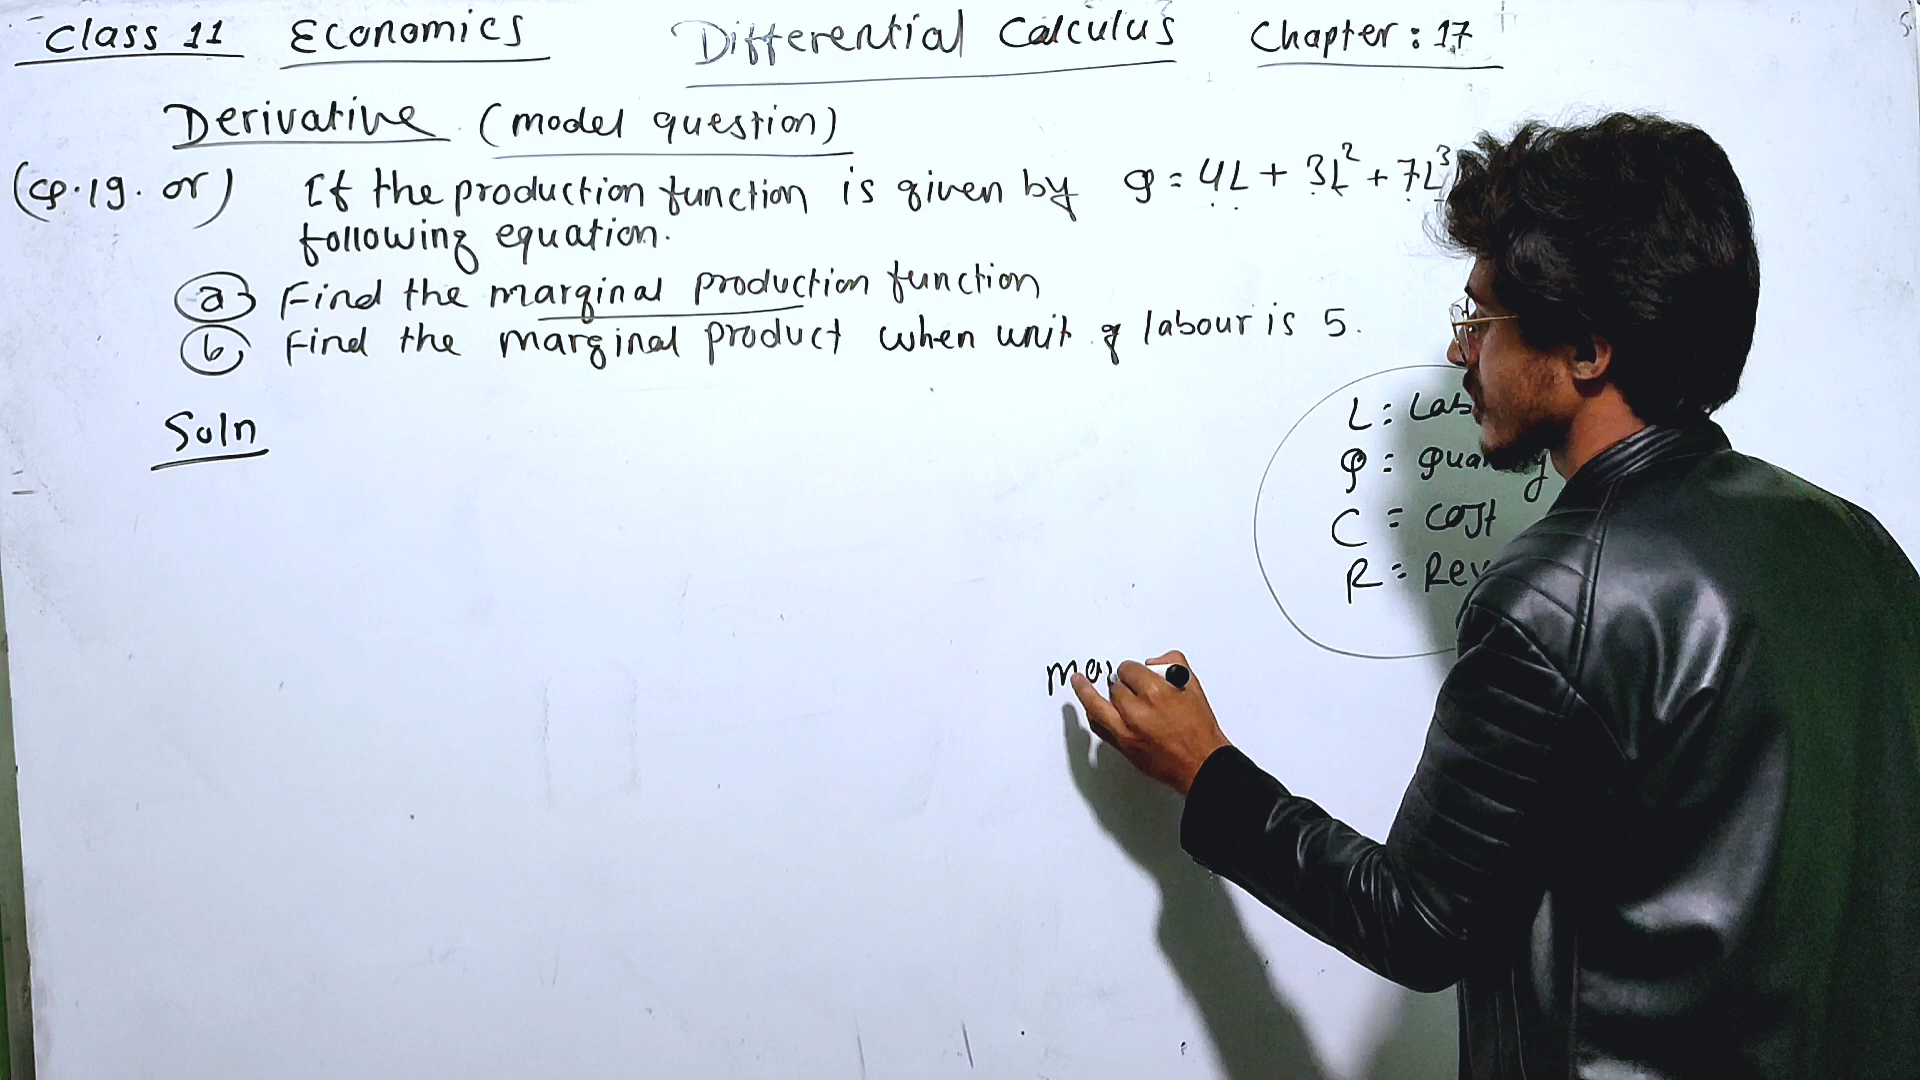 Class 11 Economics Differential Calculus Chapter: 17
Derivative (model question)
(Q.19. or) If the production function is given by Q = 4L + 3L² + 7L³
following equation.
a) Find the marginal production function
b) Find the marginal product when unit of labour is 5.
Soln
L = Lab
Q = Quan
C = Cost
R = Rev
mar